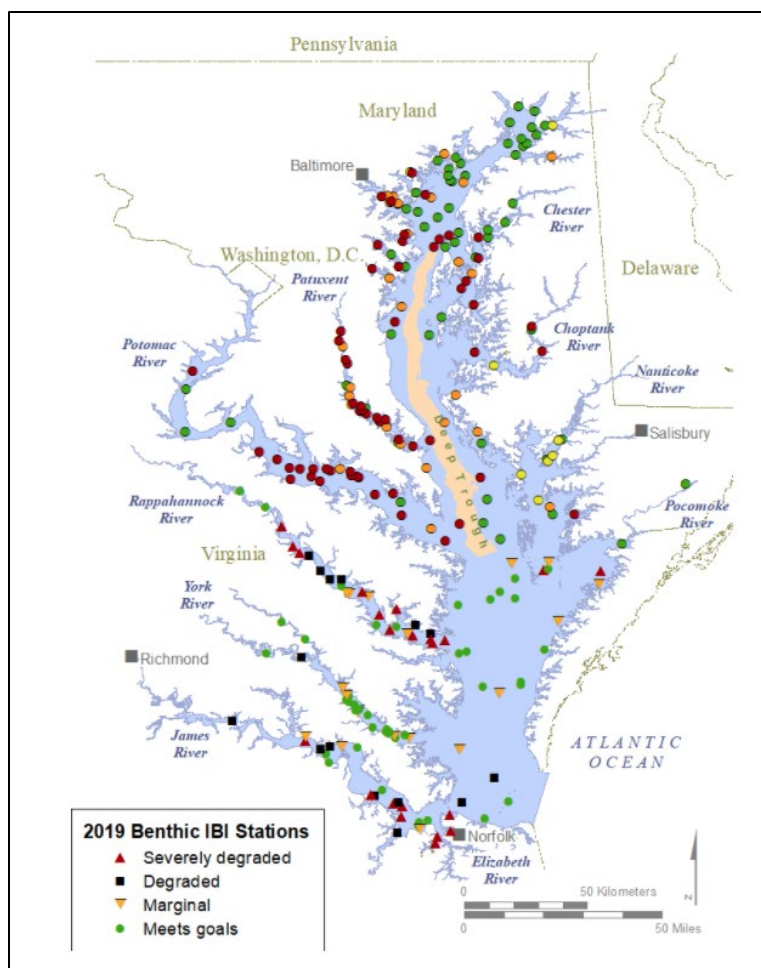 Pennsylvania
Maryland
Baltimore
Chester
River
Washington, D.C.
Delaware
Patuxent
River
Potomac
River
Choptank
River
Nanticoke
River
Salisbury
Deep Trough
Rappahannock
River
Pocomoke
River
Virginia
York
River
Richmond
James
River
ATLANTIC
OCEAN
2019 Benthic IBI Stations
Severely degraded
Degraded
Marginal
Meets goals
Norfolk
Elizabeth
River
0 50 Kilometers
0 50 Miles
N